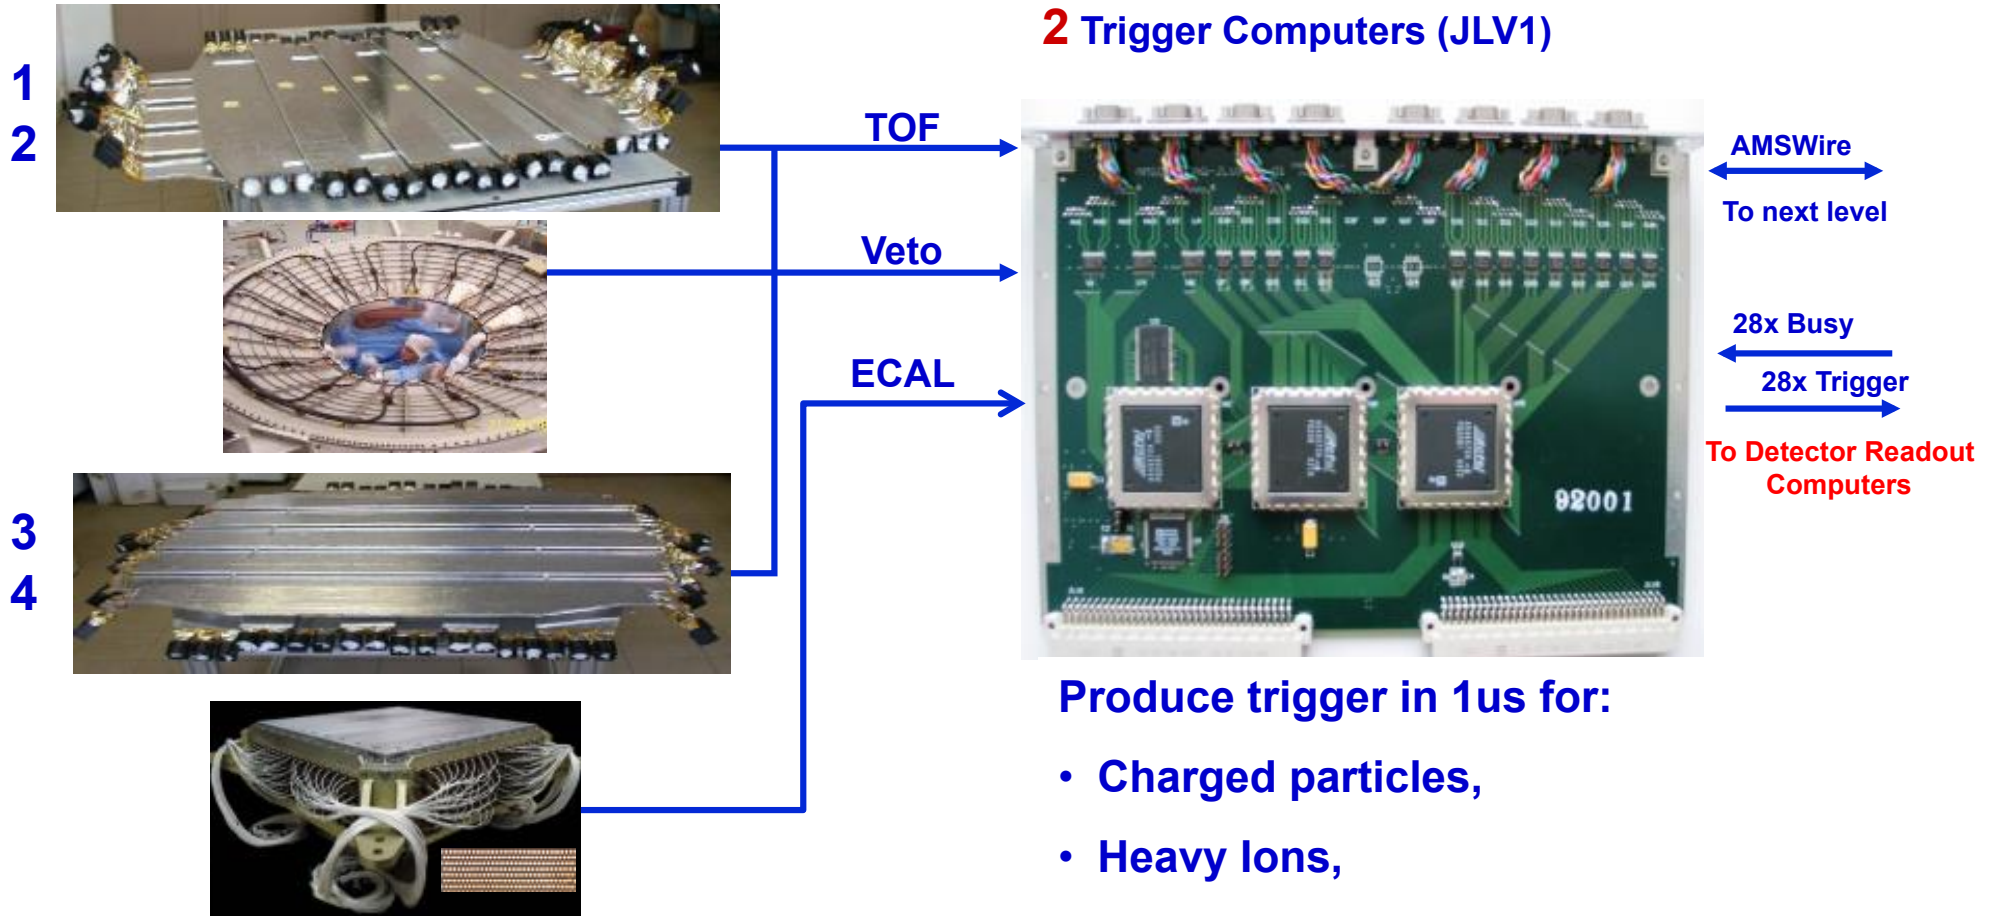 2 Trigger Computers (JLV1)
1
2
TOF
AMSWire
To next level
Veto
28x Busy
ECAL
28x Trigger
To Detector Readout
Computers
92001
3
4
Produce trigger in 1us for:
• Charged particles,
• Heavy Ions,